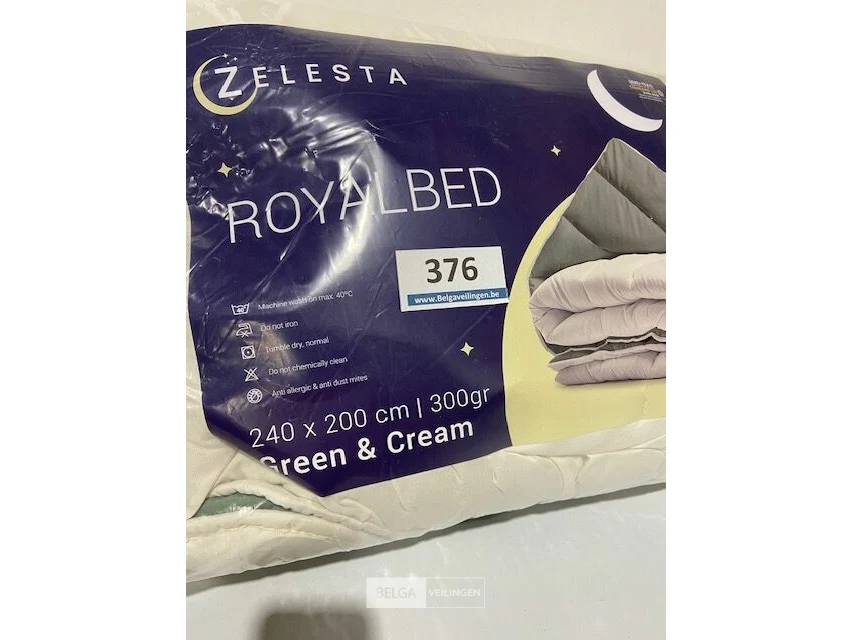 ZELESTA
ROYALBED
376
www.Belgaveilingen.be
Machine wash on max. 40ºC
Do not iron
Tumble dry, normal
Do not chemically clean
Anti allergic & anti dust mites
240 x 200 cm | 300gr
Green & Cream
BELGA VEILINGEN